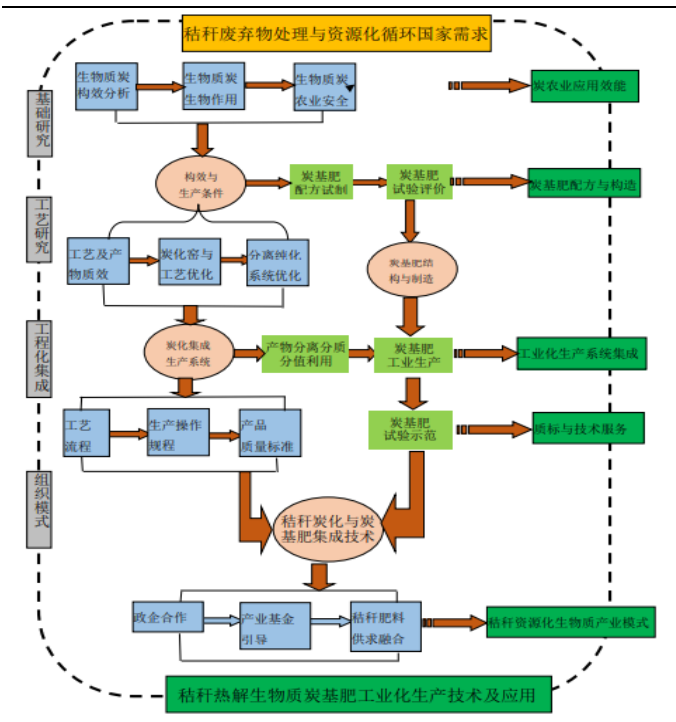 秸秆废弃物处理与资源化循环国家需求
基础研究
生物质炭
构效分析
生物质炭
生物作用
生物质炭
农业安全
炭农业应用效能
构效与
生产条件
炭基肥
配方试制
炭基肥
试验评价
炭基肥配方与构造
工艺研究
工艺及产
物质效
炭化窑与
工艺优化
分离纯化
系统优化
炭基肥结
构与制造
工程化集成
炭化集成
生产系统
产物分离分质
分值利用
炭基肥
工业生产
工业化生产系统集成
工艺
流程
生产操作
规程
产品
质量标准
炭基肥
试验示范
质标与技术服务
组织模式
秸秆炭化与炭
基肥集成技术
政企合作
产业基金
引导
秸秆肥料
供求融合
秸秆资源化生物质产业模式
秸秆热解生物质炭基肥工业化生产技术及应用